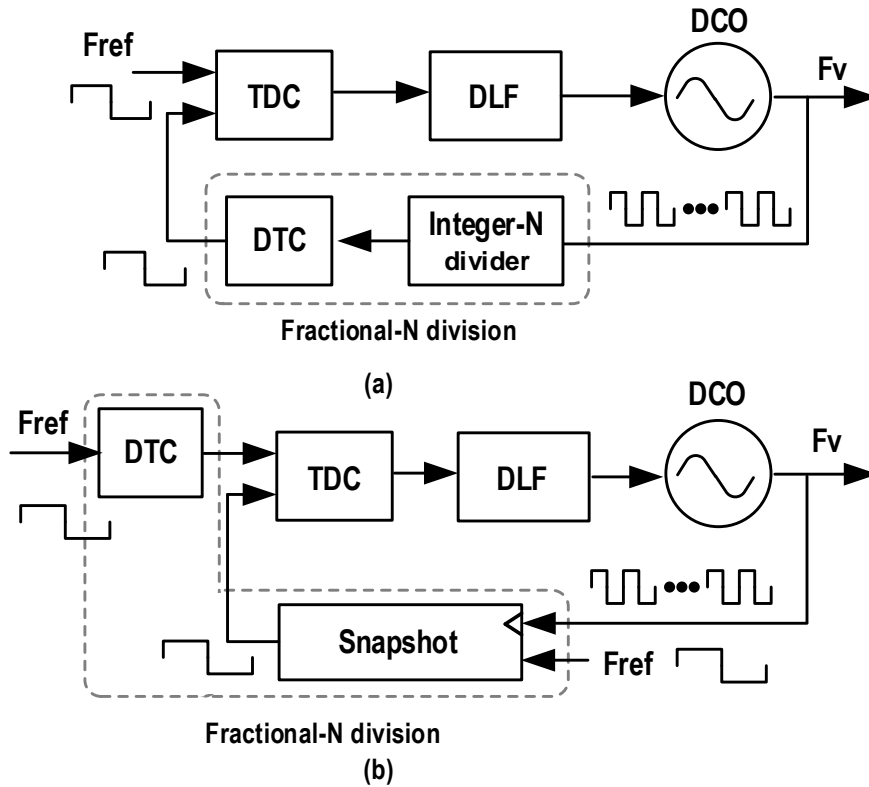 DCO
Fref
Fv
TDC
DLF
DTC
Integer-N
divider
Fractional-N division
(a)
DCO
Fref
DTC
Fv
TDC
DLF
Snapshot
Fref
Fractional-N division
(b)